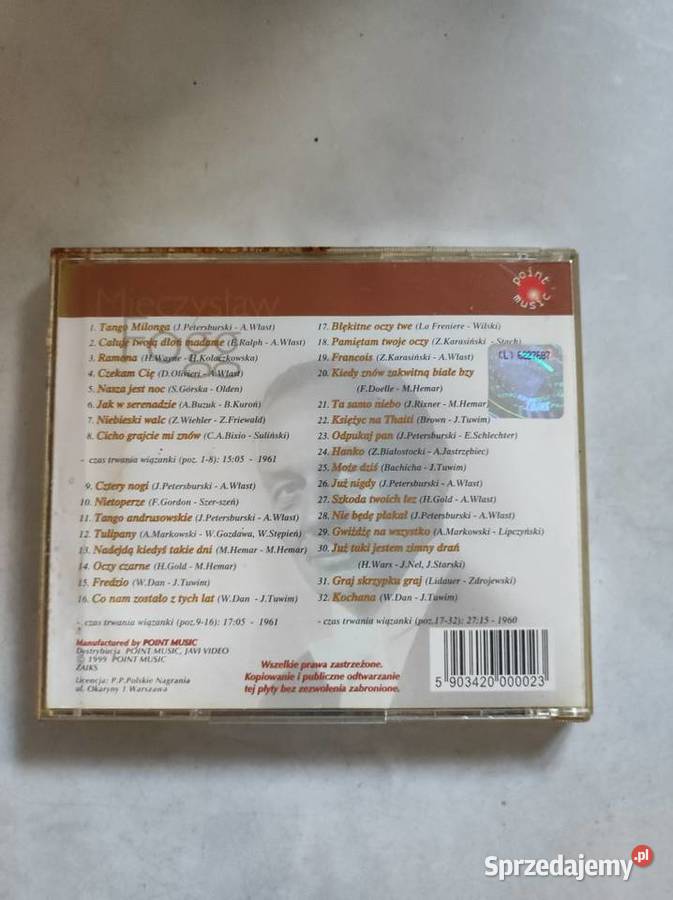 Mieczysław
Fogg
point
music
1. Tango Milonga (J.Petersburski - A.Włast)
2. Całuję twoją dłoń madame (E.Ralph - A.Włast)
3. Ramona (H.Wayne - H.Kołaczkowska)
4. Czekam Cię (D.Olivieri - A.Włast)
5. Nasza jest noc (S.Górska - Olden)
6. Jak w serenadzie (A.Buzuk - B.Kuroń)
7. Niebieski walc (Z.Wiehler - Z.Friewald)
8. Cicho grajcie mi znów (C.A.Bixio - Suliński)
- czas trwania wiązanki (poz. 1-8): 15:05 - 1961
9. Cztery nogi (J.Petersburski - A.Włast)
10. Nietoperze (F.Gordon - Szer-szeń)
11. Tango andrusowskie (J.Petersburski - A.Włast)
12. Tulipany (A.Markowski - W.Gozdawa, W.Stępień)
13. Nadejdą kiedyś takie dni (M.Hemar - M.Hemar)
14. Oczy czarne (H.Gold - M.Hemar)
15. Fredzio (W.Dan - J.Tuwim)
16. Co nam zostało z tych lat (W.Dan - J.Tuwim)
- czas trwania wiązanki (poz.9-16): 17:05 - 1961
17. Błękitne oczy twe (La Freniere - Wilski)
18. Pamiętam twoje oczy (Z.Karasiński - Stach)
19. Francois (Z.Karasiński - A.Włast)
20. Kiedy znów zakwitną białe bzy
(F.Doelle - M.Hemar)
21. Ta samo niebo (J.Rixner - M.Hemar)
22. Księżyc na Thaiti (Brown - J.Tuwim)
23. Odpukaj pan (J.Petersburski - E.Schlechter)
24. Hanko (Z.Białostocki - A.Jastrzębiec)
25. Może dziś (Bachicha - J.Tuwim)
26. Już nigdy (J.Petersburski - A.Włast)
27. Szkoda twoich łez (H.Gold - A.Włast)
28. Nie będę płakał (J.Petersburski - A.Włast)
29. Gwiżdżę na wszystko (A.Markowski - Lipczyński)
30. Już taki jestem zimny drań
(H.Wars - J.Nel, J.Starski)
31. Graj skrzypku graj (Lidauer - Zdrojewski)
32. Kochana (W.Dan - J.Tuwim)
- czas trwania wiązanki (poz.17-32): 27:15 - 1960
Manufactured by POINT MUSIC
Dystrybucja POINT MUSIC, JAVI VIDEO
℗ 1999 POINT MUSIC
ZAIKS
Licencja: P.P.Polskie Nagrania
ul. Okaryny 1 Warszawa
Wszelkie prawa zastrzeżone.
Kopiowanie i publiczne odtwarzanie
tej płyty bez zezwolenia zabronione.
5 903420 000023
Sprzedajemy.pl